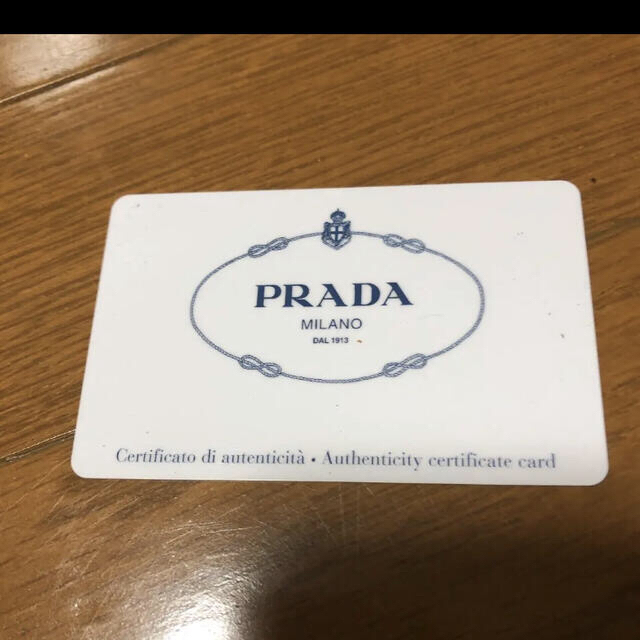 PRADA
MILANO
DAL 1913
Certificato di autenticità • Authenticity certificate card